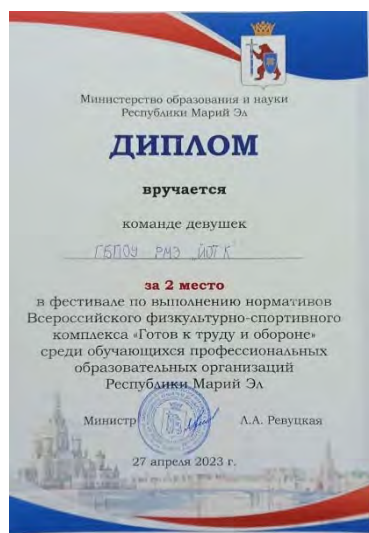 Министерство образования и науки
Республики Марий Эл
ДИПЛОМ
вручается
команде девушек
ГБПОУ РМЭ ЙОТК
за 2 место
в фестивале по выполнению нормативов
Всероссийского физкультурно-спортивного
комплекса «Готов к труду и обороне»
среди обучающихся профессиональных
образовательных организаций
Республики Марий Эл
Министр Л.А. Ревуцкая
27 апреля 2023 г.